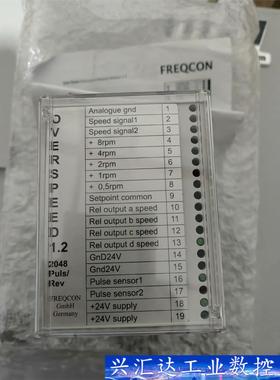 FREQCON
OVERSPEED 1.2
2048
Puls/
Rev
FREQCON
GmbH
Germany
Analogue gnd 1
Speed signal1 2
Speed signal2 3
+ 8rpm 4
+ 4rpm 5
+ 2rpm 6
+ 1rpm 7
+ 0,5rpm 8
Setpoint common 9
Rel output a speed 10
Rel output b speed 11
Rel output c speed 12
Rel output d speed 13
GnD24V 14
Gnd24V 15
Pulse sensor1 16
Pulse sensor2 17
+24V supply 18
+24V supply 19
兴汇达工业数控